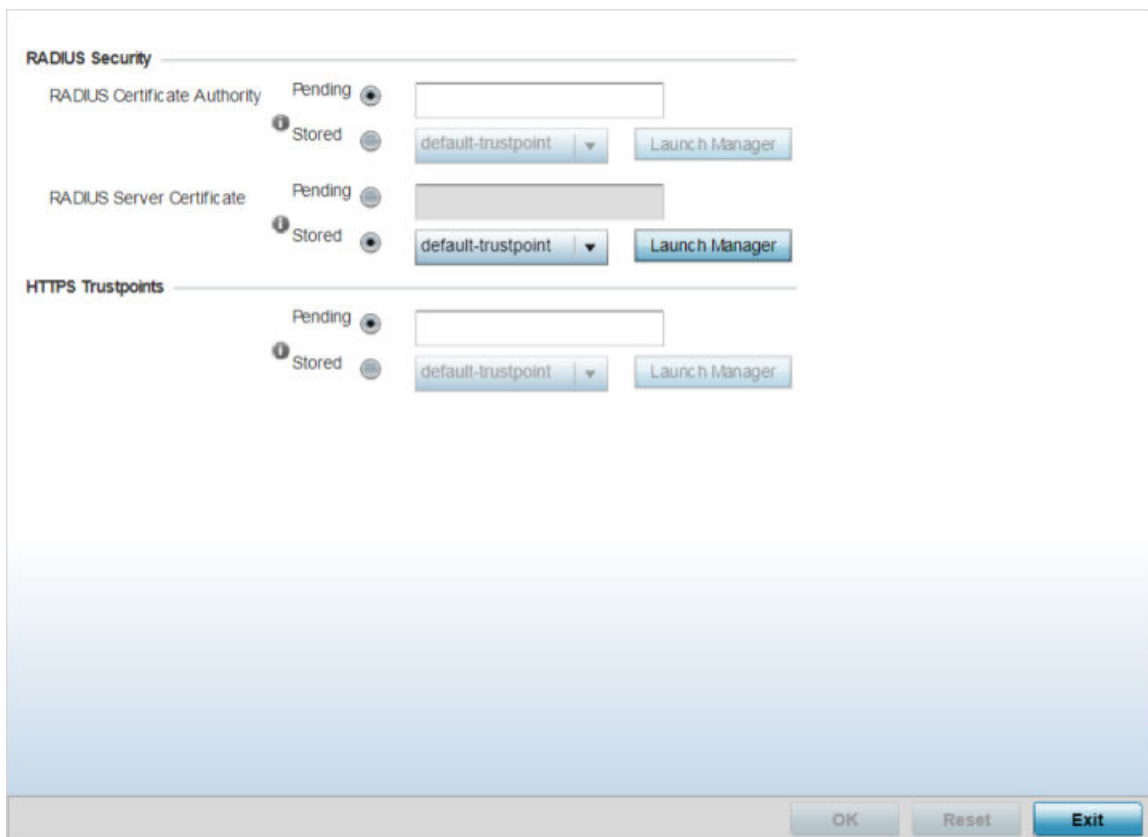 RADIUS Security
RADIUS Certificate Authority Pending
Stored default-trustpoint Launch Manager
RADIUS Server Certificate Pending
Stored default-trustpoint Launch Manager
HTTPS Trustpoints
Pending
Stored default-trustpoint Launch Manager
OK Reset Exit